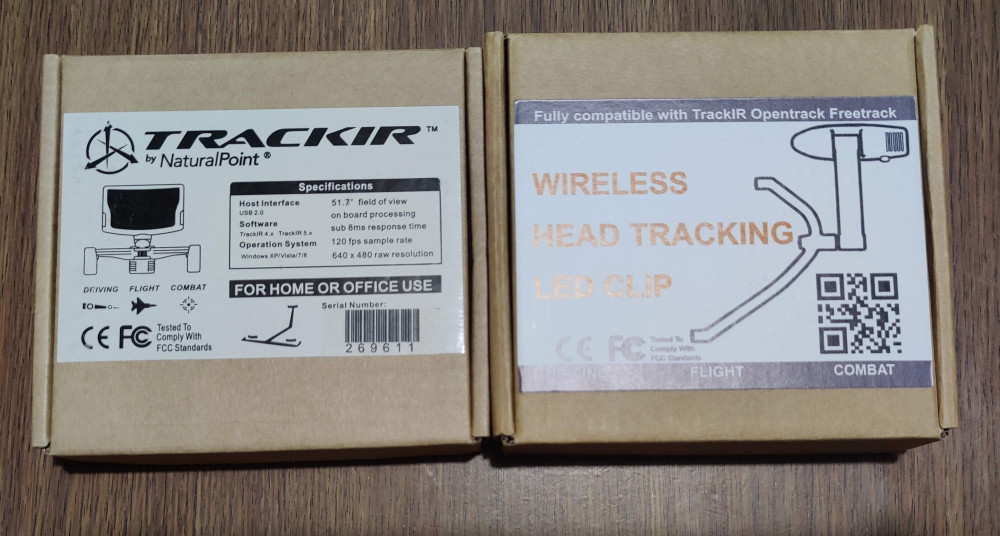 TRACKIR™
by NaturalPoint®
Specifications
Host Interface
USB 2.0
Software
TrackIR 4.x TrackIR 5.x
Operation System
Windows XP/Vista/7/8
51.7° field of view
on board processing
sub 8ms response time
120 fps sample rate
640 x 480 raw resolution
DRIVING FLIGHT COMBAT
FOR HOME OR OFFICE USE
Serial Number:
269611
CE FC Tested To
Comply With
FCC Standards
Fully compatible with TrackIR Opentrack Freetrack
WIRELESS
HEAD TRACKING
LED CLIP
CE FC Tested To
Comply With
FCC Standards
FLIGHT COMBAT